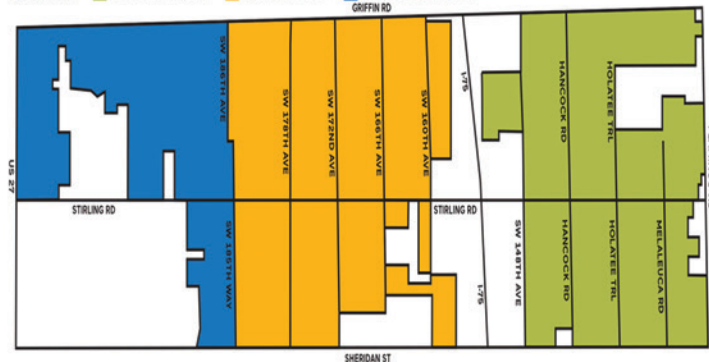 GRIFFIN RD
SW 186TH AVE
SW 178TH AVE
SW 172ND AVE
SW 166TH AVE
SW 160TH AVE
I-75
HANCOCK RD
HOLATEE TRL
US 27
STIRLING RD
STIRLING RD
SW 185TH WAY
I-75
SW 148TH AVE
HANCOCK RD
HOLATEE TRL
MELALEUCA RD
SHERIDAN ST